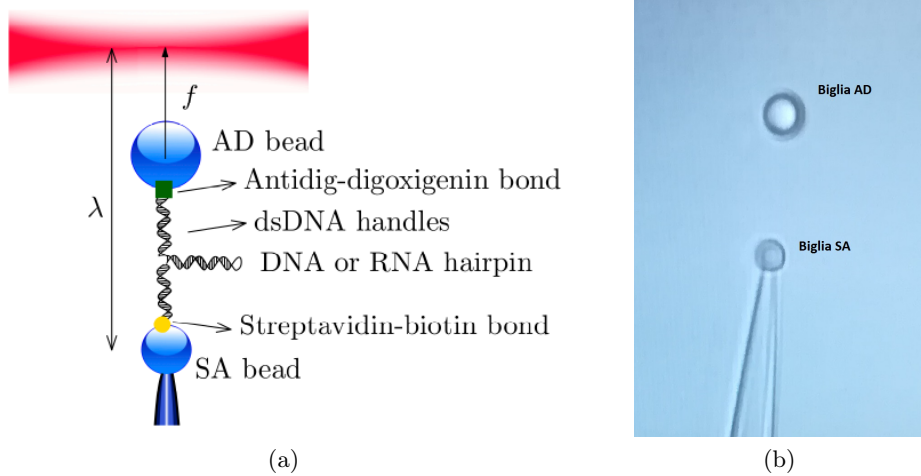 f
AD bead
Antidig-digoxigenin bond
λ
dsDNA handles
DNA or RNA hairpin
Streptavidin-biotin bond
SA bead
(a)
Biglia AD
Biglia SA
(b)